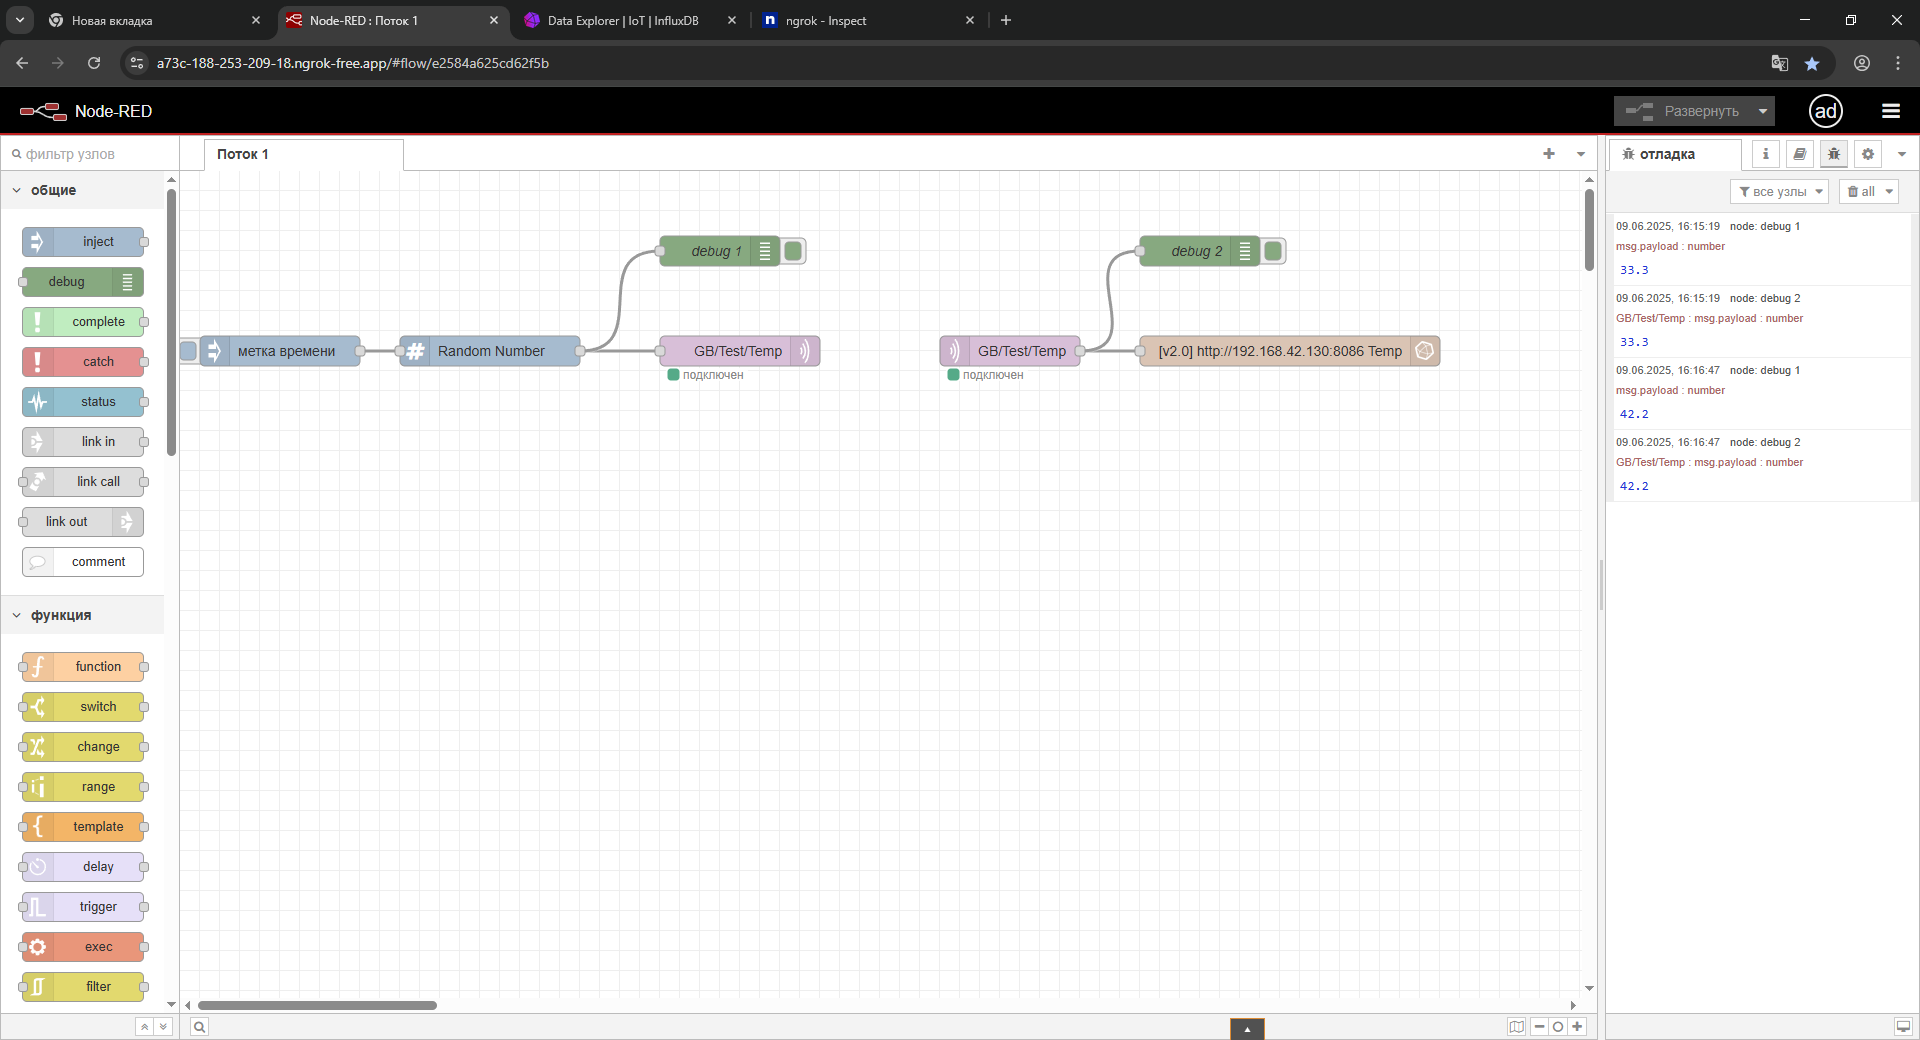 Новая вкладка
Node-RED : Поток 1
Data Explorer | IoT | InfluxDB
ngrok - Inspect
a73c-188-253-209-18.ngrok-free.app/#flow/e2584a625cd62f5b
Node-RED
Развернуть
ad
фильтр узлов
Поток 1
отладка
все узлы
all
общие
inject
debug
complete
catch
status
link in
link call
link out
comment
функция
function
switch
change
range
template
delay
trigger
exec
filter
debug 1
debug 2
метка времени
Random Number
GB/Test/Temp
GB/Test/Temp
[v2.0] http://192.168.42.130:8086 Temp
подключен
подключен
09.06.2025, 16:15:19 node: debug 1
msg.payload : number
33.3
09.06.2025, 16:15:19 node: debug 2
GB/Test/Temp : msg.payload : number
33.3
09.06.2025, 16:16:47 node: debug 1
msg.payload : number
42.2
09.06.2025, 16:16:47 node: debug 2
GB/Test/Temp : msg.payload : number
42.2